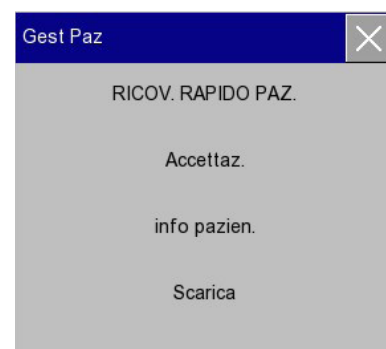 Gest Paz
RICOV. RAPIDO PAZ.
Accettaz.
info pazien.
Scarica